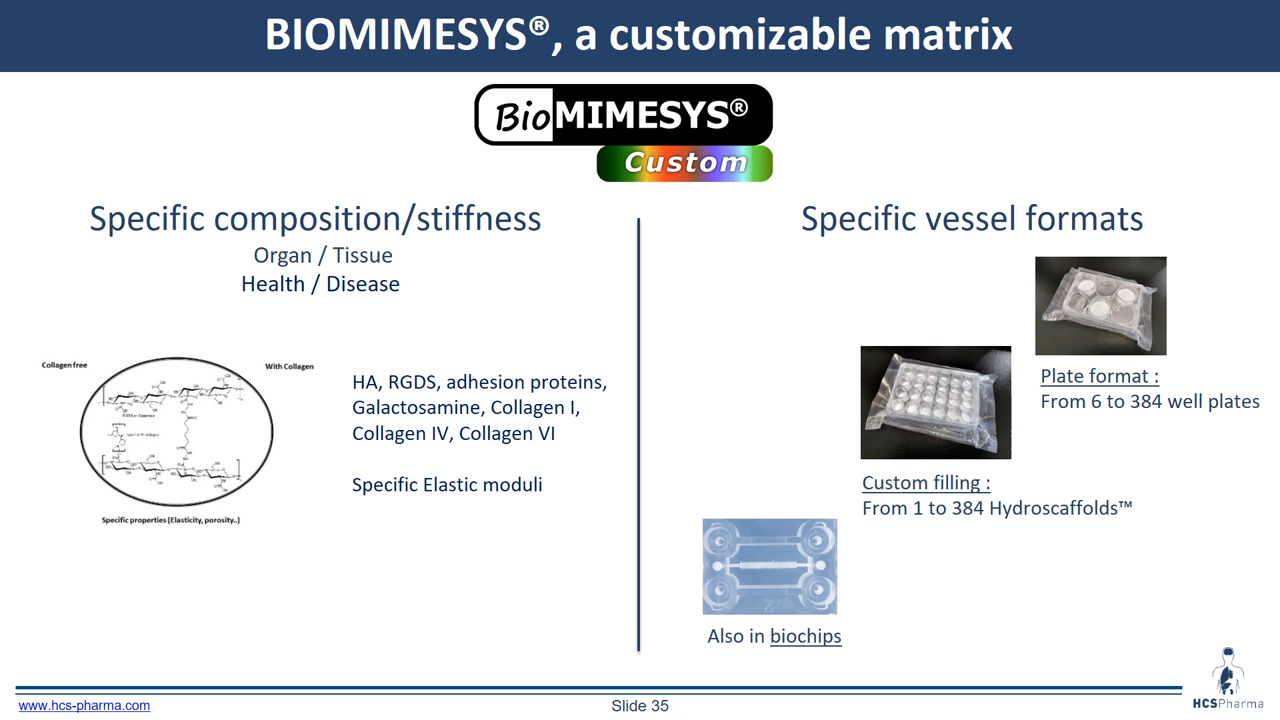 BIOMIMESYS®, a customizable matrix
BioMIMESYS®
Custom
Specific composition/stiffness
Organ / Tissue
Health / Disease
Collagen free
With Collagen
HA, RGDS, adhesion proteins,
Galactosamine, Collagen I,
Collagen IV, Collagen VI
Specific Elastic moduli
Specific properties (Elasticity, porosity..)
Specific vessel formats
Plate format :
From 6 to 384 well plates
Custom filling :
From 1 to 384 Hydroscaffolds™
Also in biochips
www.hcs-pharma.com
Slide 35
HCSPharma